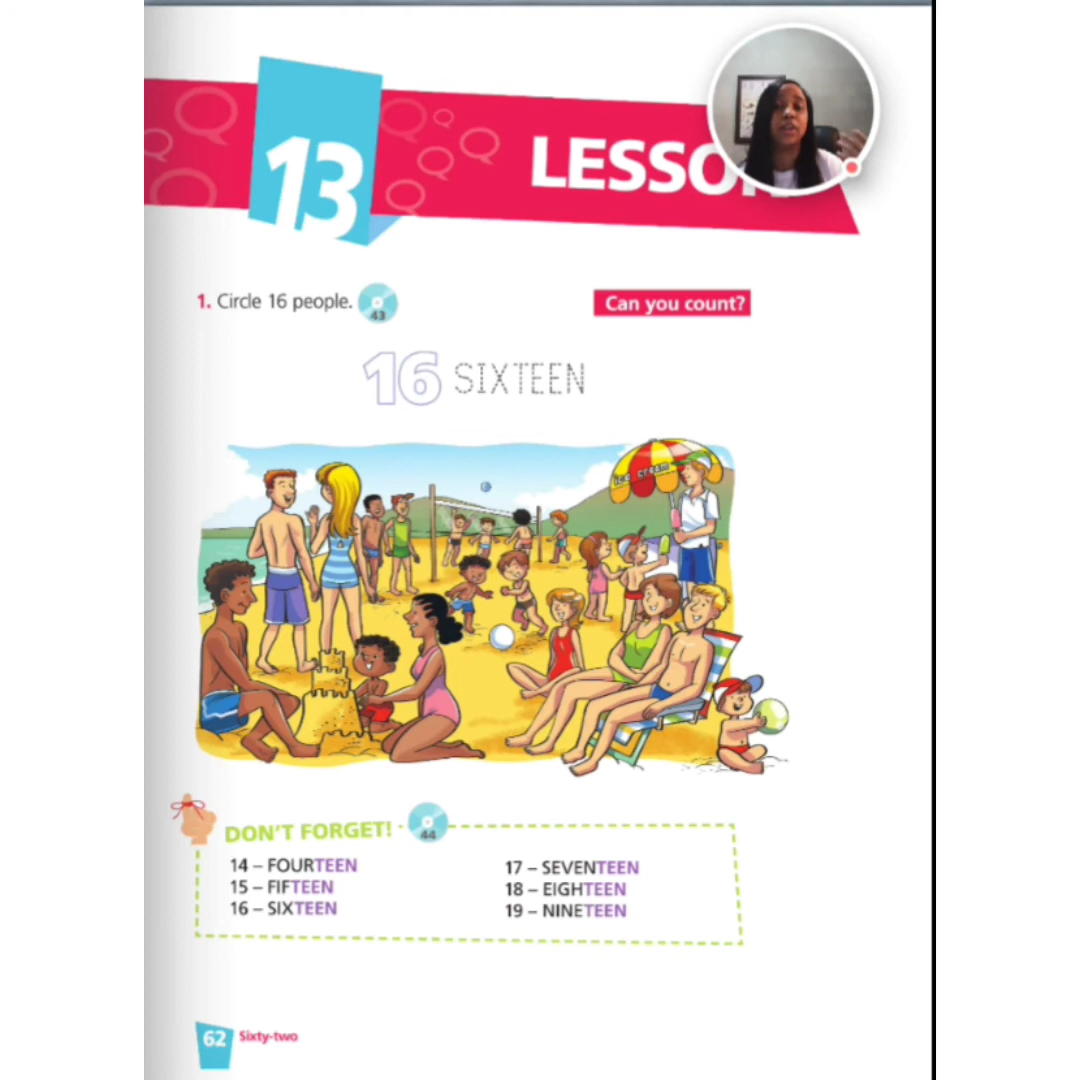 13
LESSON
1. Circle 16 people.
43
Can you count?
16 SIXTEEN
ice cream
DON'T FORGET!
44
14 – FOURTEEN
15 – FIFTEEN
16 – SIXTEEN
17 – SEVENTEEN
18 – EIGHTEEN
19 – NINETEEN
62 Sixty-two